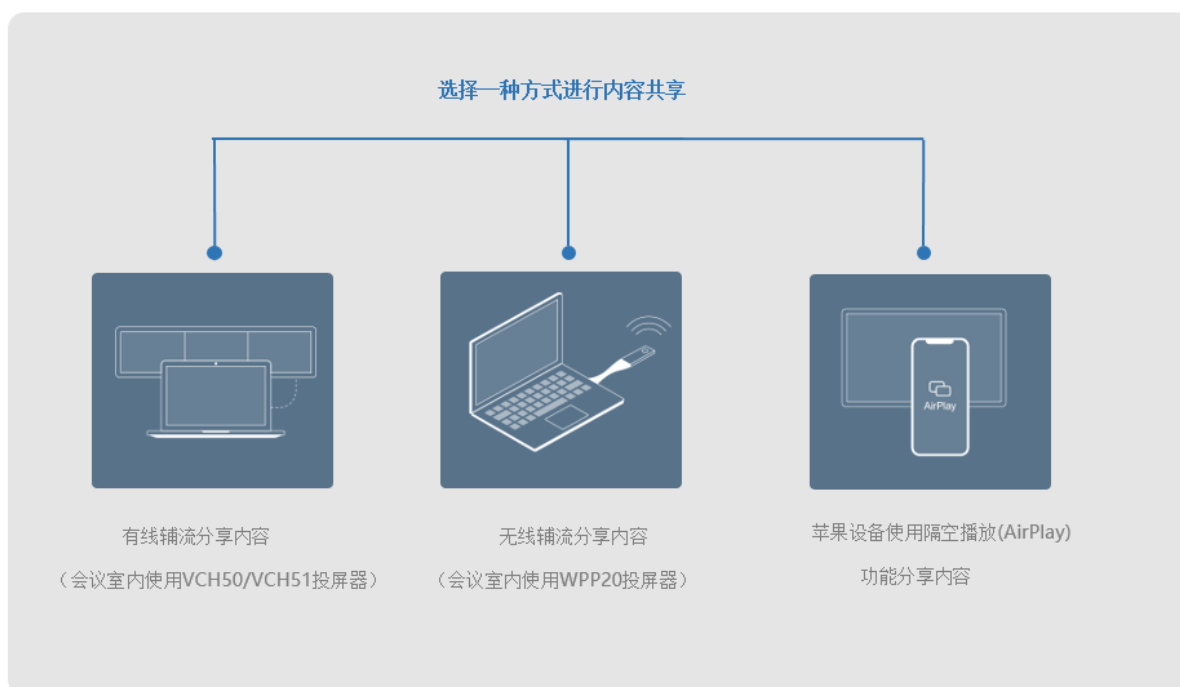 选择一种方式进行内容共享
AirPlay
有线辅流分享内容
（会议室内使用VCH50/VCH51投屏器）
无线辅流分享内容
（会议室内使用WPP20投屏器）
苹果设备使用隔空播放(AirPlay)
功能分享内容